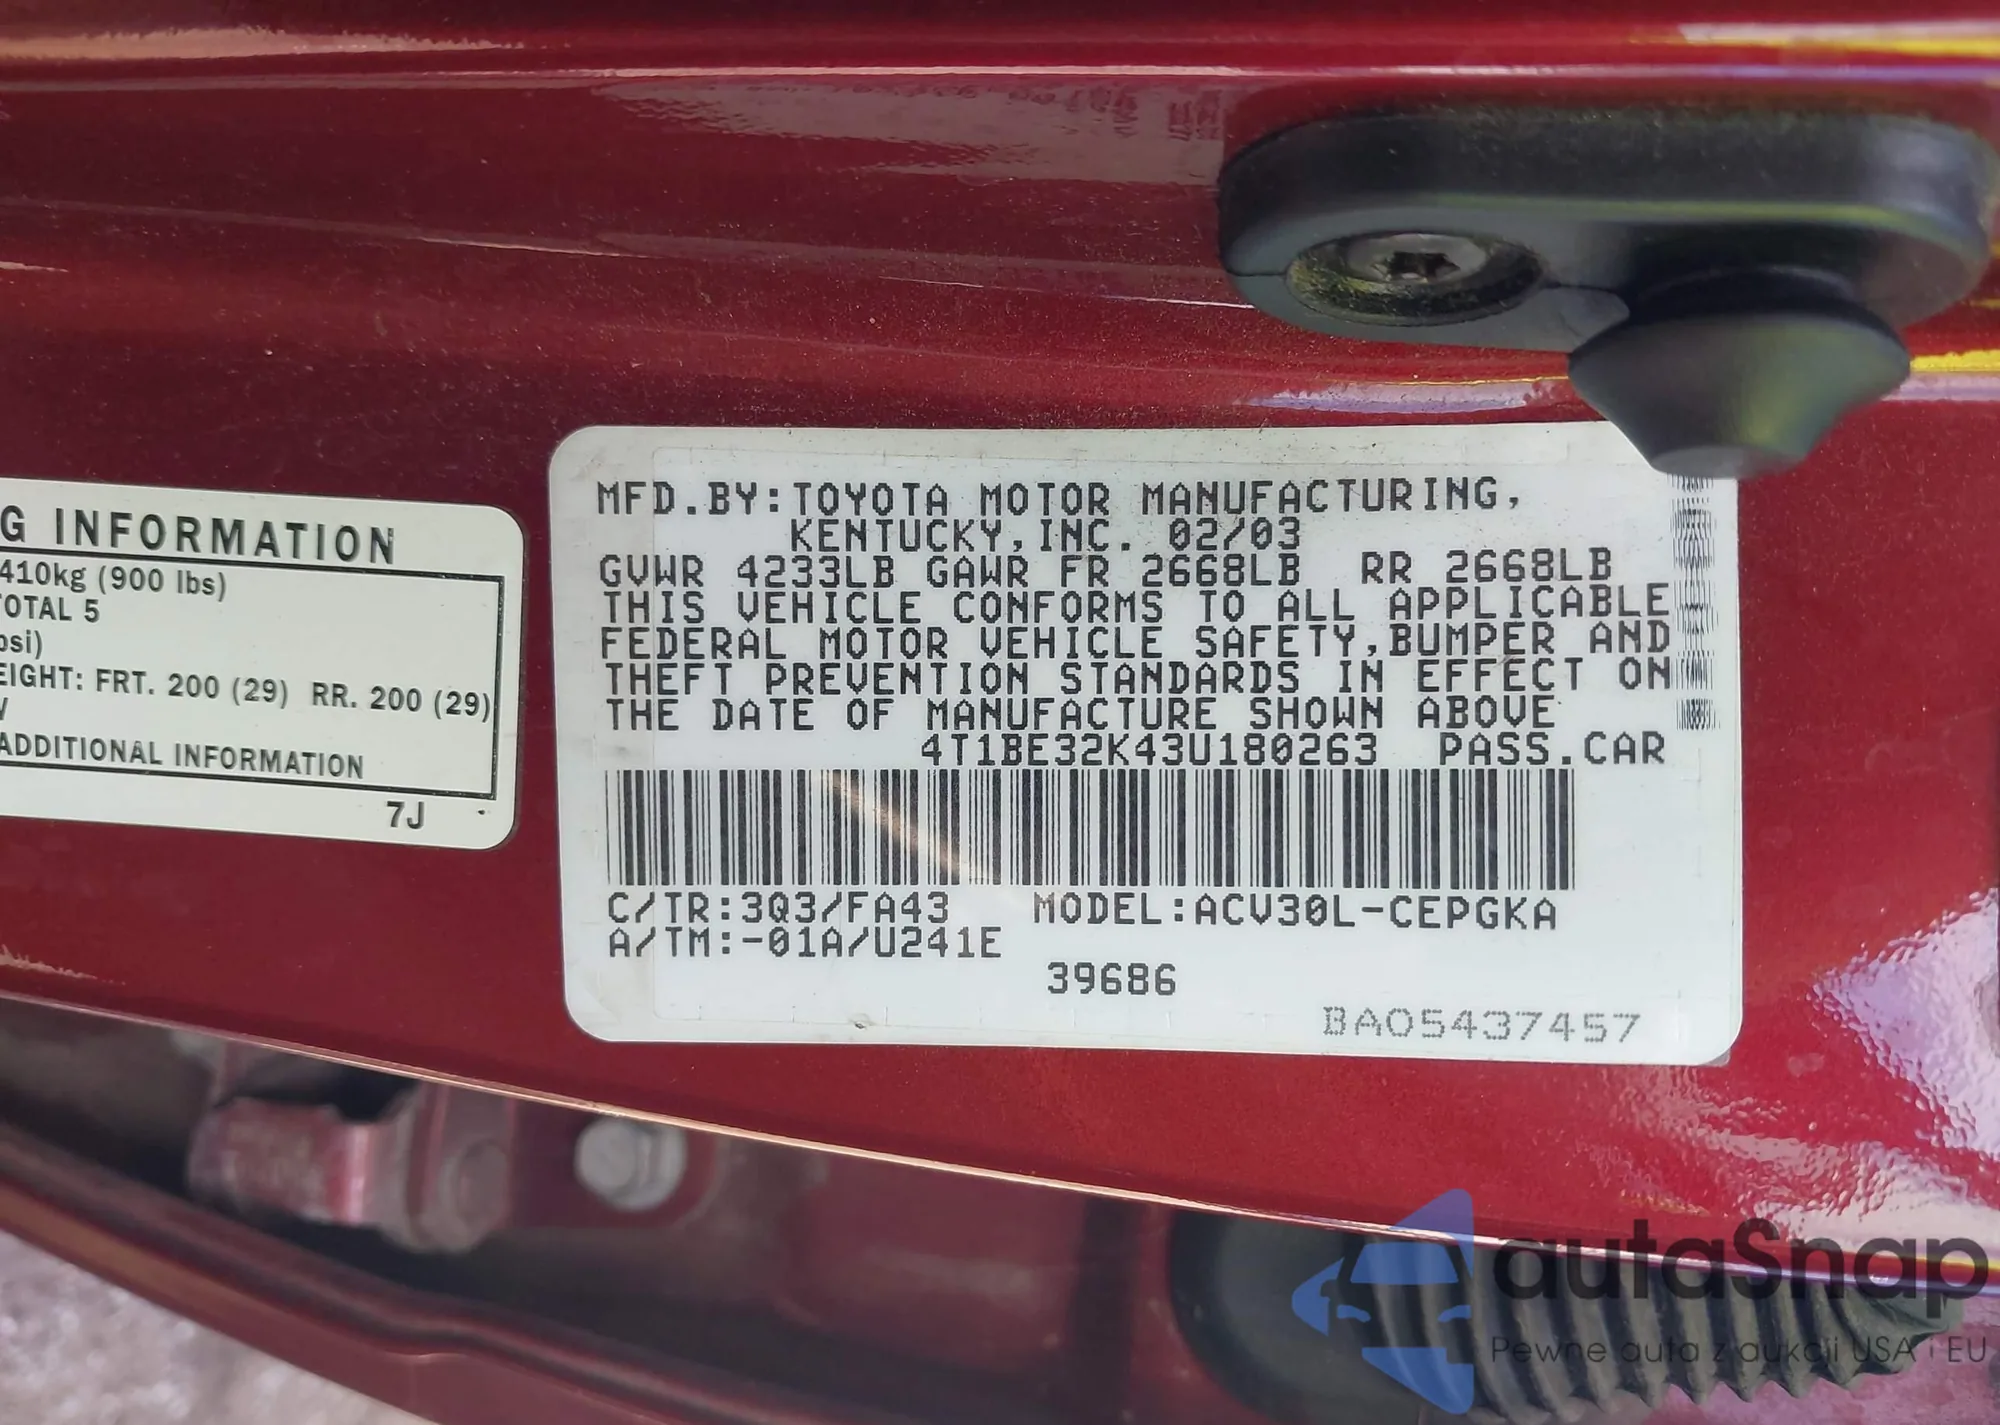 G INFORMATION
410kg (900 lbs)
TOTAL 5
psi)
EIGHT: FRT. 200 (29) RR. 200 (29)
ADDITIONAL INFORMATION
7J
MFD.BY:TOYOTA MOTOR MANUFACTURING,
KENTUCKY,INC. 02/03
GVWR 4233LB GAWR FR 2668LB RR 2668LB
THIS VEHICLE CONFORMS TO ALL APPLICABLE
FEDERAL MOTOR VEHICLE SAFETY,BUMPER AND
THEFT PREVENTION STANDARDS IN EFFECT ON
THE DATE OF MANUFACTURE SHOWN ABOVE
4T1BE32K43U180263 PASS.CAR
C/TR:3Q3/FA43 MODEL:ACV30L-CEPGKA
A/TM:-01A/U241E
39686
BA05437457
autaSnap
Pewne auta z aukcji USA i EU